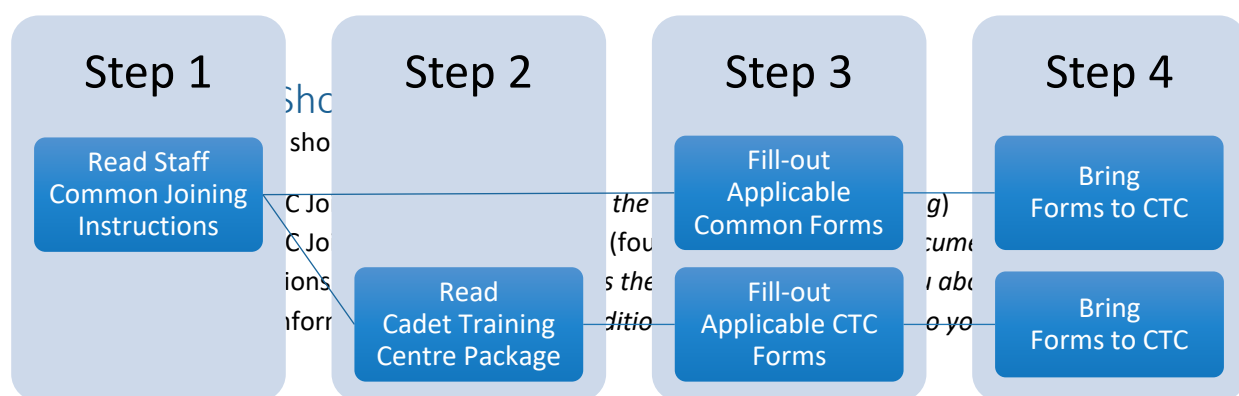 Step 1
Step 2
Step 3
Step 4
Read Staff
Common Joining
Instructions
Read
Cadet Training
Centre Package
Fill-out
Applicable
Common Forms
Fill-out
Applicable CTC
Forms
Bring
Forms to CTC
Bring
Forms to CTC
the